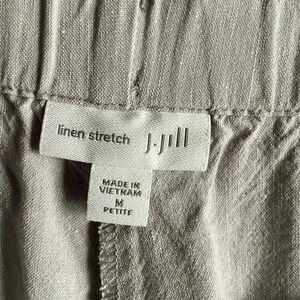 linen stretch J.Jill
MADE IN
VIETNAM
M
PETITE